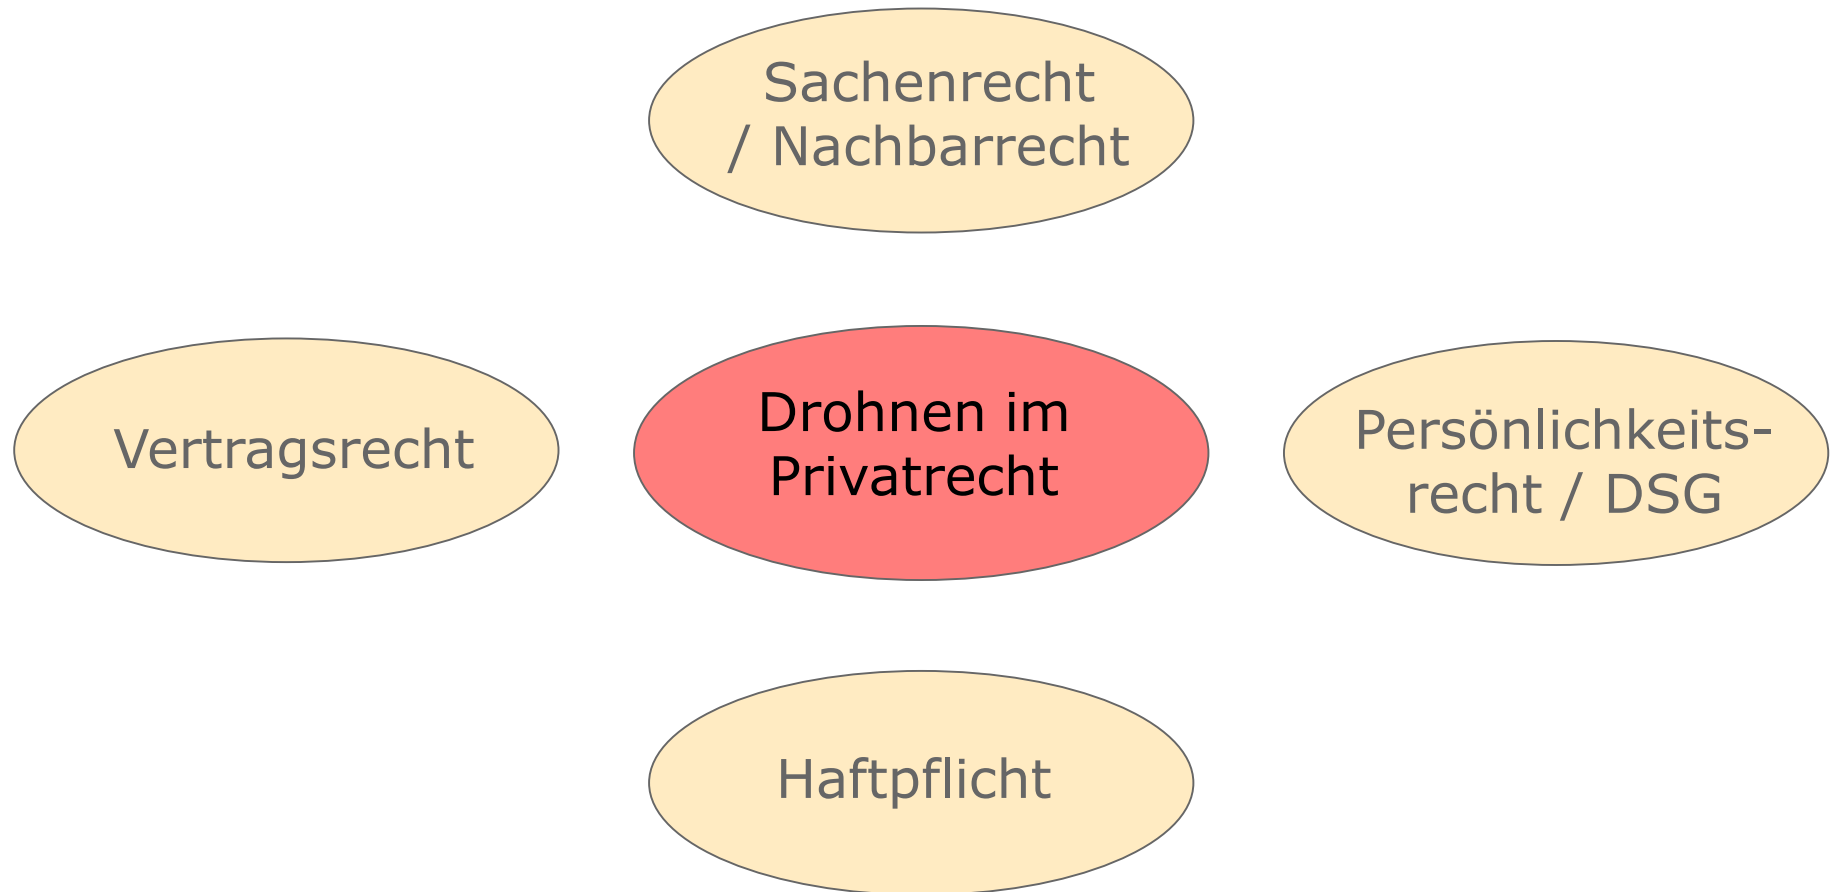 Sachenrecht
/ Nachbarrecht
Vertragsrecht
Drohnen im
Privatrecht
Persönlichkeits-
recht / DSG
Haftpflicht